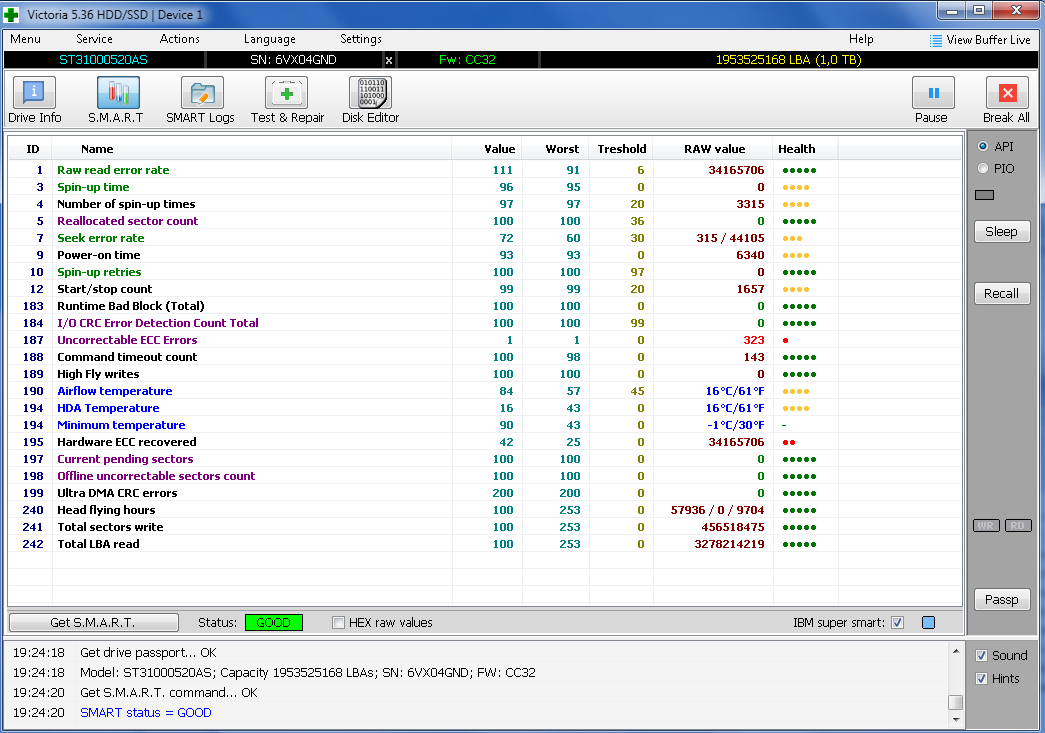 Victoria 5.36 HDD/SSD | Device 1
Menu Service Actions Language Settings Help View Buffer Live
ST31000520AS SN: 6VX04GND x Fw: CC32 1953525168 LBA (1,0 TB)
Drive Info S.M.A.R.T SMART Logs Test & Repair Disk Editor Pause Break All
ID Name Value Worst Treshold RAW value Health
1 Raw read error rate 111 91 6 34165706
3 Spin-up time 96 95 0 0
4 Number of spin-up times 97 97 20 3315
5 Reallocated sector count 100 100 36 0
7 Seek error rate 72 60 30 315 / 44105
9 Power-on time 93 93 0 6340
10 Spin-up retries 100 100 97 0
12 Start/stop count 99 99 20 1657
183 Runtime Bad Block (Total) 100 100 0 0
184 I/O CRC Error Detection Count Total 100 100 99 0
187 Uncorrectable ECC Errors 1 1 0 323
188 Command timeout count 100 98 0 143
189 High Fly writes 100 100 0 0
190 Airflow temperature 84 57 45 16°C/61°F
194 HDA Temperature 16 43 0 16°C/61°F
194 Minimum temperature 90 43 0 -1°C/30°F -
195 Hardware ECC recovered 42 25 0 34165706
197 Current pending sectors 100 100 0 0
198 Offline uncorrectable sectors count 100 100 0 0
199 Ultra DMA CRC errors 200 200 0 0
240 Head flying hours 100 253 0 57936 / 0 / 9704
241 Total sectors write 100 253 0 456518475
242 Total LBA read 100 253 0 3278214219
API
PIO
Sleep
Recall
WR RD
Passp
Get S.M.A.R.T. Status: GOOD HEX raw values IBM super smart:
19:24:18 Get drive passport... OK
19:24:18 Model: ST31000520AS; Capacity 1953525168 LBAs; SN: 6VX04GND; FW: CC32
19:24:20 Get S.M.A.R.T. command... OK
19:24:20 SMART status = GOOD
Sound
Hints